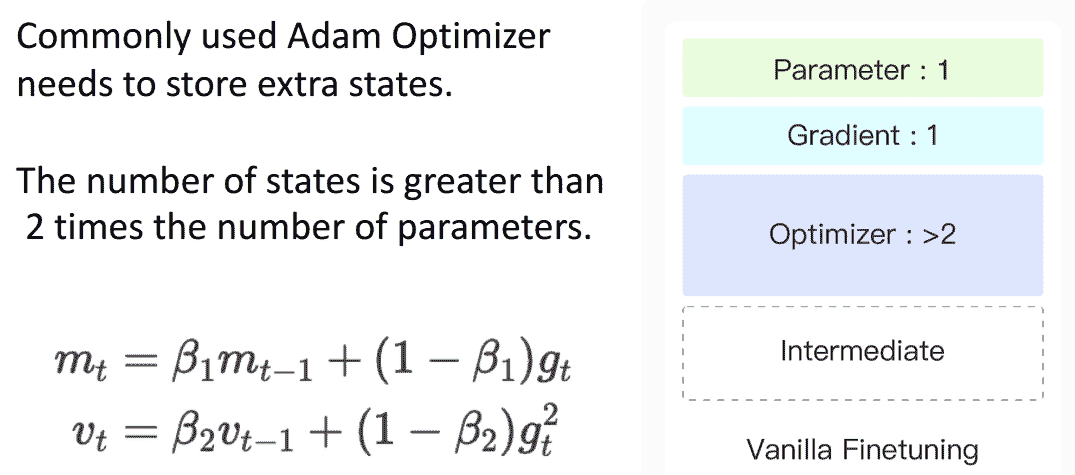 Commonly used Adam Optimizer
needs to store extra states.
The number of states is greater than
2 times the number of parameters.
m_t = β_1 m_{t−1} + (1 − β_1) g_t
v_t = β_2 v_{t−1} + (1 − β_2) g_t^2
Parameter : 1
Gradient : 1
Optimizer : >2
Intermediate
Vanilla Finetuning